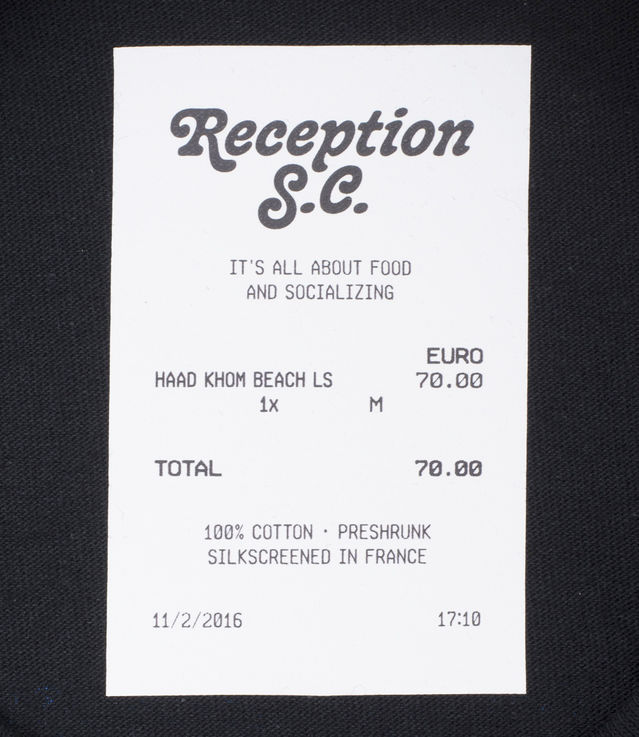 Reception
S.C.
IT'S ALL ABOUT FOOD
AND SOCIALIZING
EURO
HAAD KHOM BEACH LS 70.00
1x M
TOTAL 70.00
100% COTTON · PRESHRUNK
SILKSCREENED IN FRANCE
11/2/2016 17:10